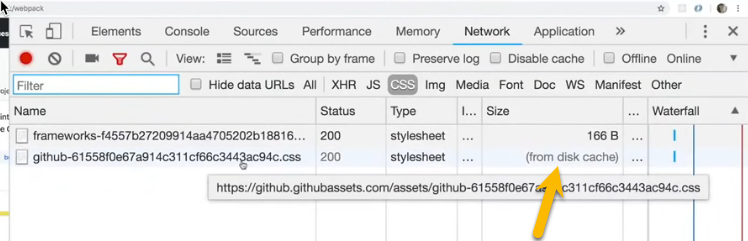 /webpack
Elements Console Sources Performance Memory Network Application »
View: Group by frame Preserve log Disable cache Offline Online
Filter Hide data URLs All XHR JS CSS Img Media Font Doc WS Manifest Other
Name Status Type I... Size ... Waterfall
frameworks-f4557b27209914aa4705202b18816... 200 stylesheet ... 166 B ...
github-61558f0e67a914c311cf66c3443ac94c.css 200 stylesheet ... (from disk cache) ...
https://github.githubassets.com/assets/github-61558f0e67a c311cf66c3443ac94c.css